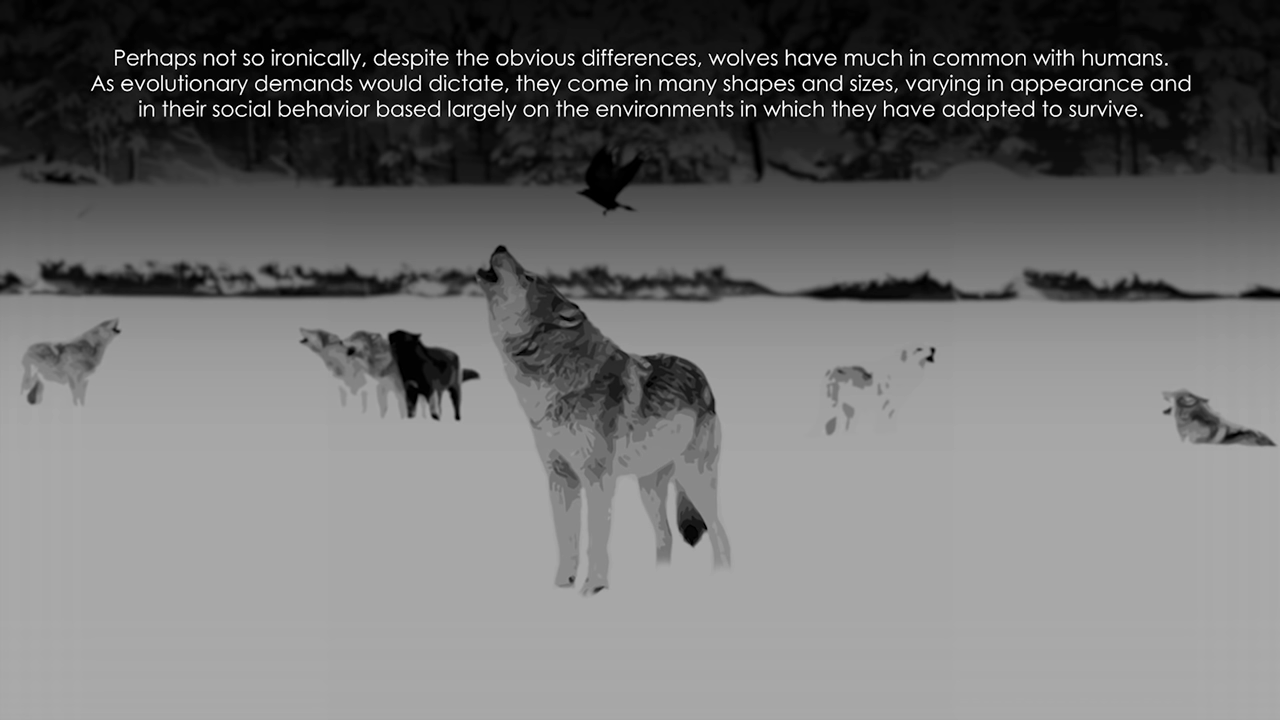 Perhaps not so ironically, despite the obvious differences, wolves have much in common with humans.
As evolutionary demands would dictate, they come in many shapes and sizes, varying in appearance and
in their social behavior based largely on the environments in which they have adapted to survive.